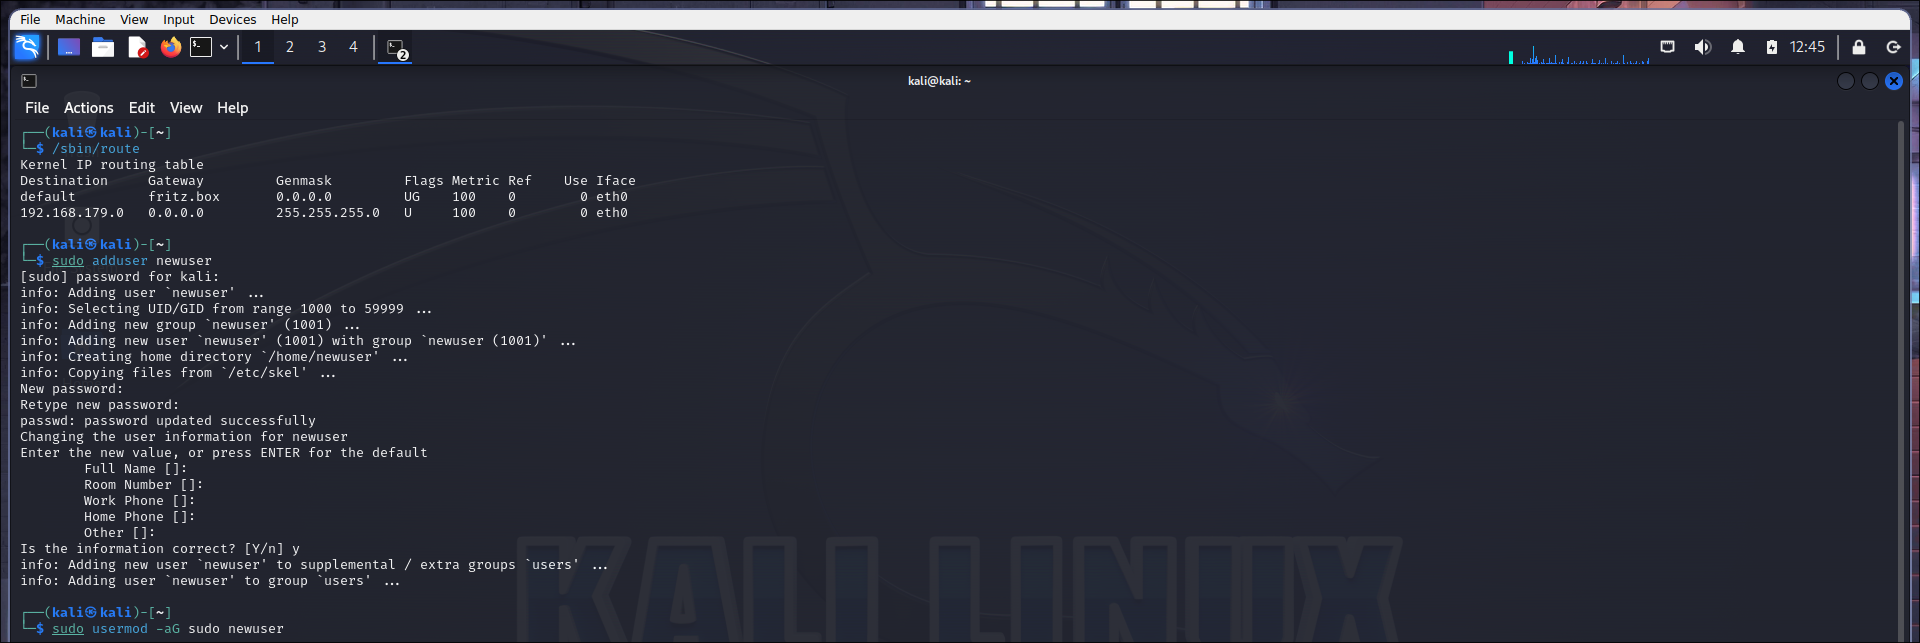 File Machine View Input Devices Help
1 2 3 4 2 12:45
kali@kali: ~
File Actions Edit View Help
┌──(kali㉿kali)-[~]
└─$ /sbin/route
Kernel IP routing table
Destination     Gateway         Genmask         Flags Metric Ref    Use Iface
default         fritz.box       0.0.0.0         UG    100    0        0 eth0
192.168.179.0   0.0.0.0         255.255.255.0   U     100    0        0 eth0
┌──(kali㉿kali)-[~]
└─$ sudo adduser newuser
[sudo] password for kali:
info: Adding user `newuser' ...
info: Selecting UID/GID from range 1000 to 59999 ...
info: Adding new group `newuser' (1001) ...
info: Adding new user `newuser' (1001) with group `newuser (1001)' ...
info: Creating home directory `/home/newuser' ...
info: Copying files from `/etc/skel' ...
New password:
Retype new password:
passwd: password updated successfully
Changing the user information for newuser
Enter the new value, or press ENTER for the default
        Full Name []:
        Room Number []:
        Work Phone []:
        Home Phone []:
        Other []:
Is the information correct? [Y/n] y
info: Adding new user `newuser' to supplemental / extra groups `users' ...
info: Adding user `newuser' to group `users' ...
┌──(kali㉿kali)-[~]
└─$ sudo usermod -aG sudo newuser
KALI LINUX